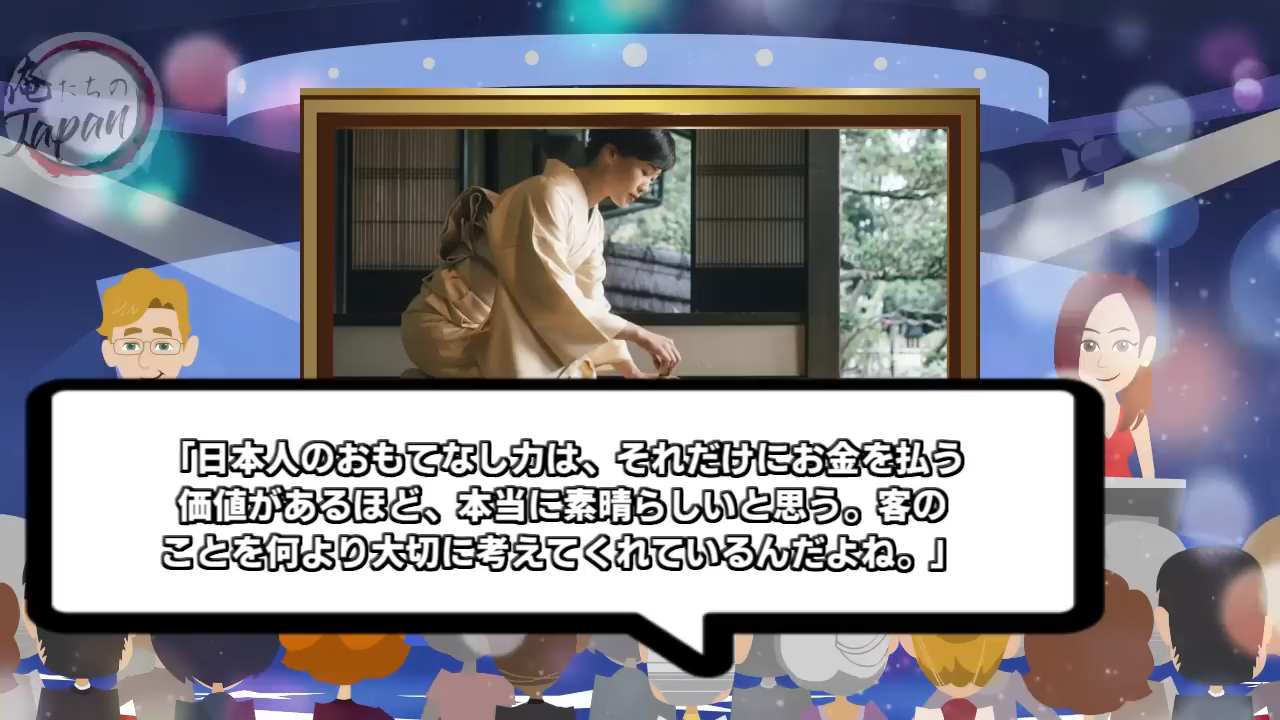 俺たちの
Japan
「日本人のおもてなし力は、それだけにお金を払う
価値があるほど、本当に素晴らしいと思う。客の
ことを何より大切に考えてくれているんだよね。」